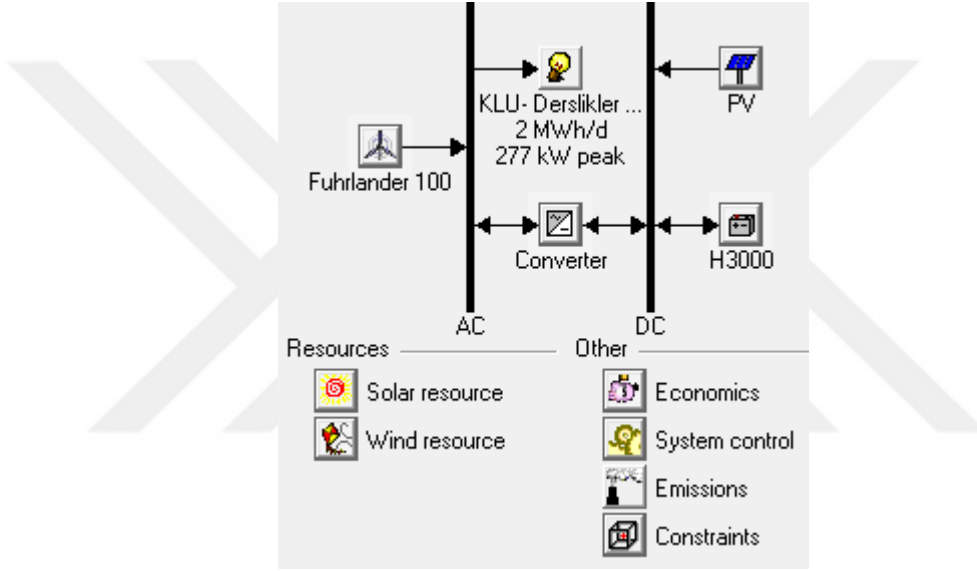 KLU- Derslikler ...
2 MWh/d
277 kW peak
PV
Fuhrlander 100
Converter
H3000
AC
DC
Resources
Other
Solar resource
Economics
Wind resource
System control
Emissions
Constraints